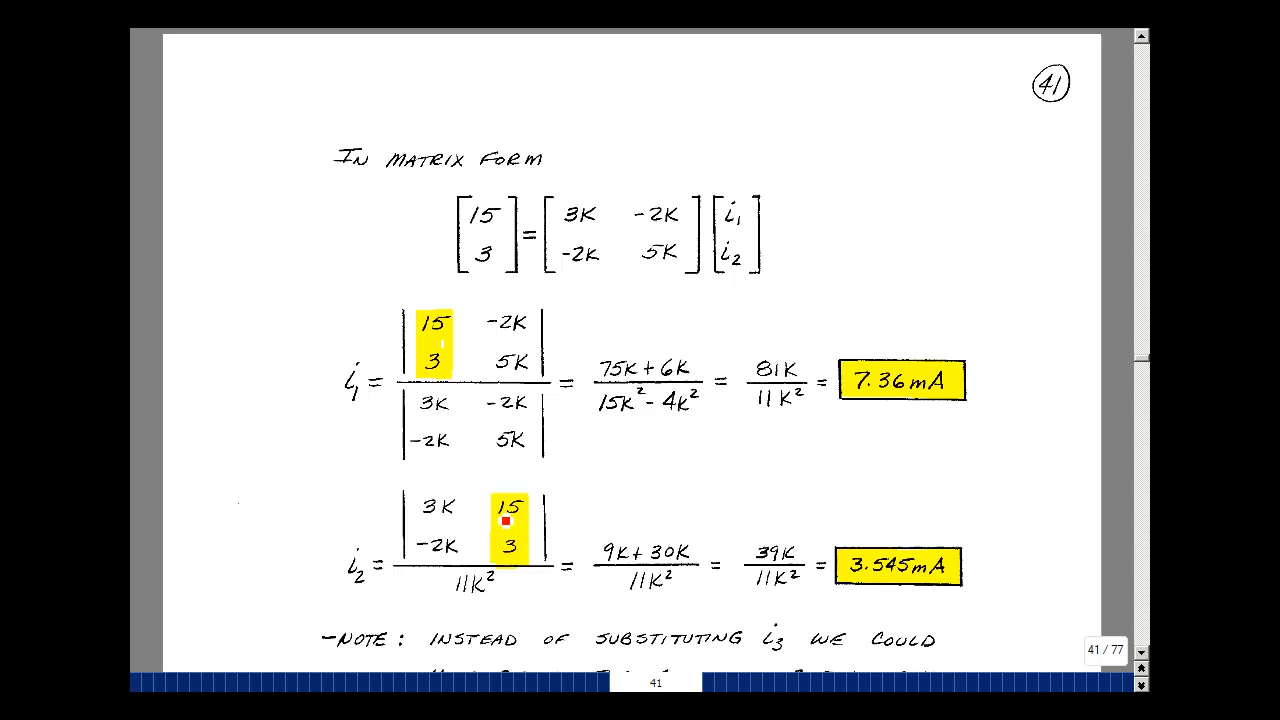 41
IN MATRIX FORM
[15 3] = [3K -2K -2K 5K] [i1 i2]
i1 = |15 -2K 3 5K| / |3K -2K -2K 5K| = 75K + 6K / 15K² - 4K² = 81K / 11K² = 7.36mA
i2 = |3K 15 -2K 3| / 11K² = 9K + 30K / 11K² = 39K / 11K² = 3.545mA
-NOTE: INSTEAD OF SUBSTITUTING i3 WE COULD
41 / 77
41